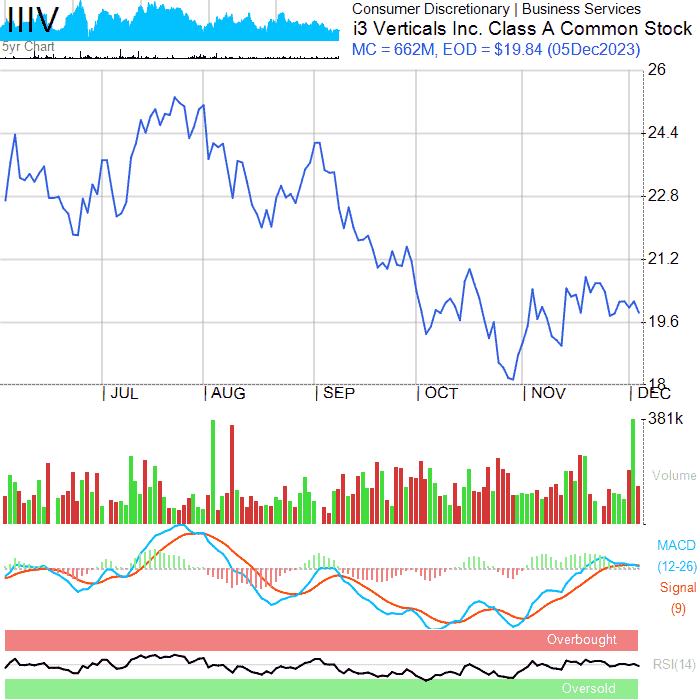 IIIV
5yr Chart
Consumer Discretionary | Business Services
i3 Verticals Inc. Class A Common Stock
MC = 662M, EOD = $19.84 (05Dec2023)
26
24.4
22.8
21.2
19.6
18
JUL
AUG
SEP
OCT
NOV
DEC
381k
Volume
MACD
(12-26)
Signal
(9)
Overbought
RSI(14)
Oversold